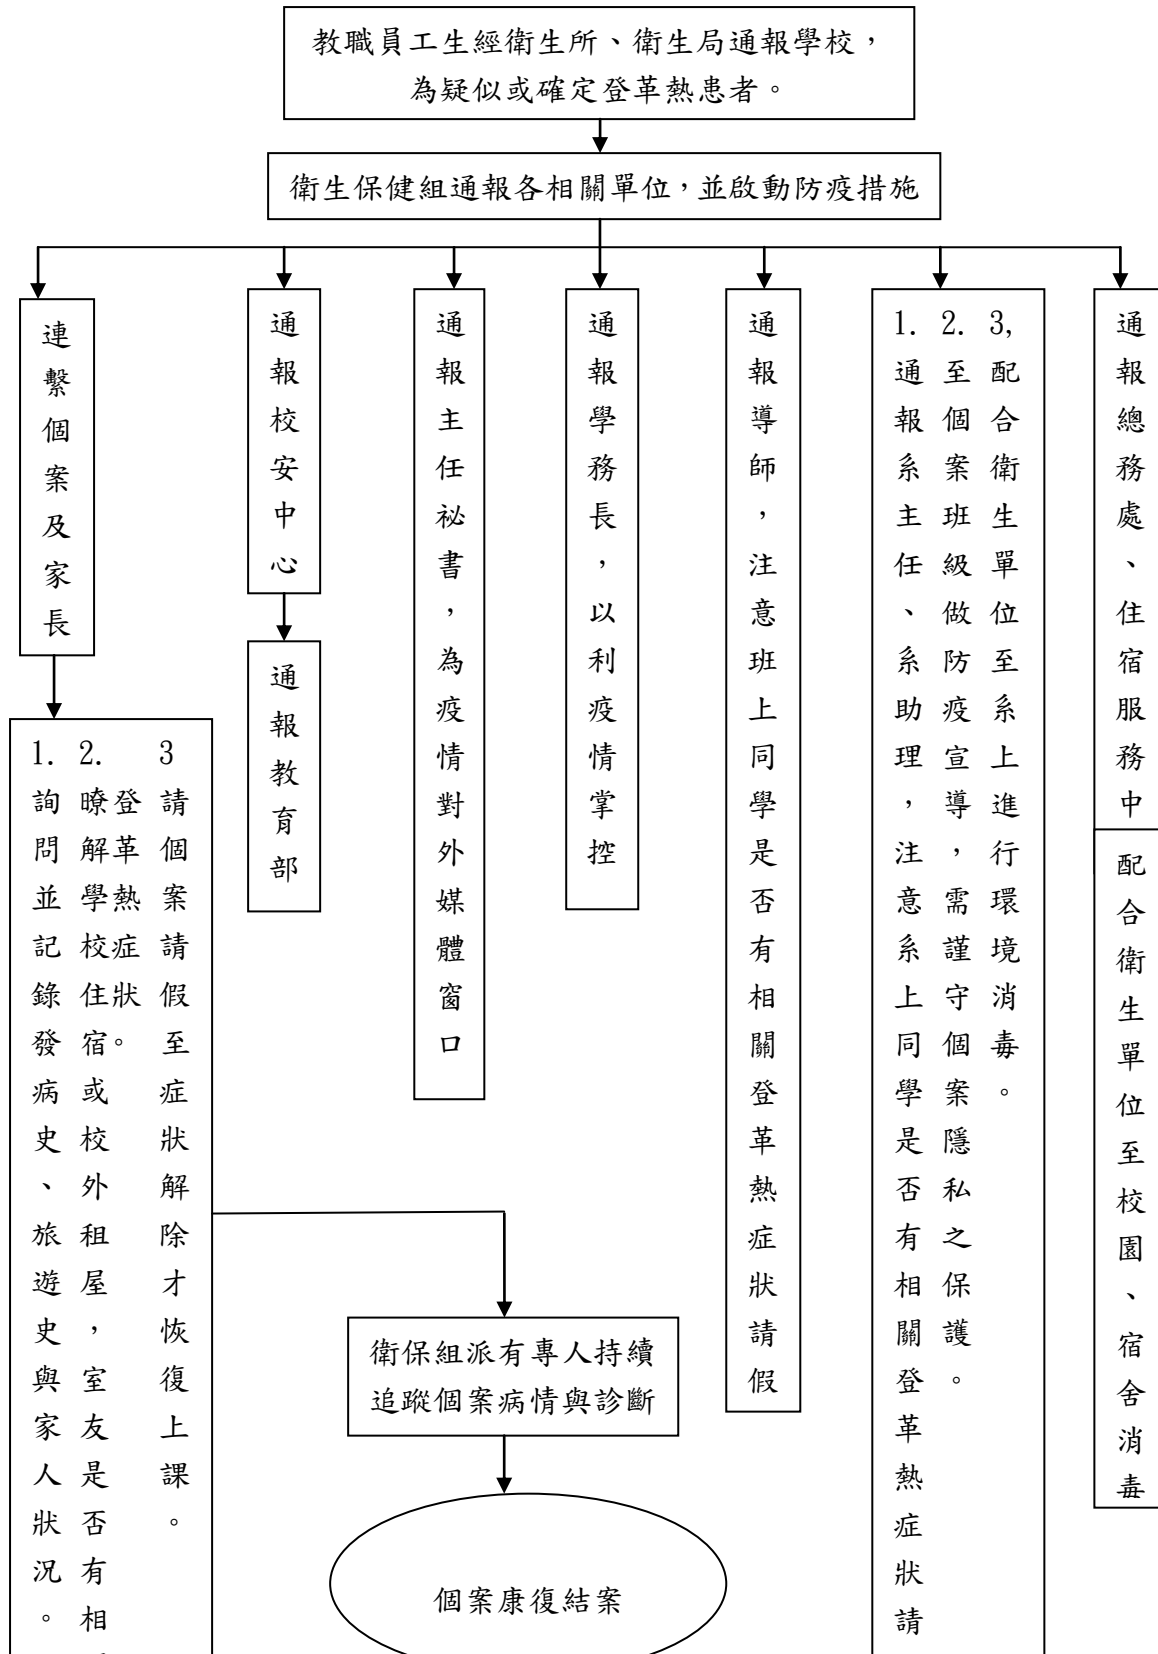 教職員工生經衛生所、衛生局通報學校，
為疑似或確定登革熱患者。
衛生保健組通報各相關單位，並啟動防疫措施
連繫個案及家長
1.詢問並記錄發病史、旅遊史與家人狀況。
2.瞭解學校住宿或校外租屋，室友是否有相
登革熱症狀。
3請個案請假至症狀解除才恢復上課。
通報校安中心
通報教育部
通報主任祕書，為疫情對外媒體窗口
通報學務長，以利疫情掌控
通報導師，注意班上同學是否有相關登革熱症狀請假
1.通報系主任、系助理，注意系上同學是否有相關登革熱症狀請
2.至個案班級做防疫宣導，需謹守個案隱私之保護。
3,配合衛生單位至系上進行環境消毒。
通報總務處、住宿服務中
配合衛生單位至校園、宿舍消毒
衛保組派有專人持續
追蹤個案病情與診斷
個案康復結案